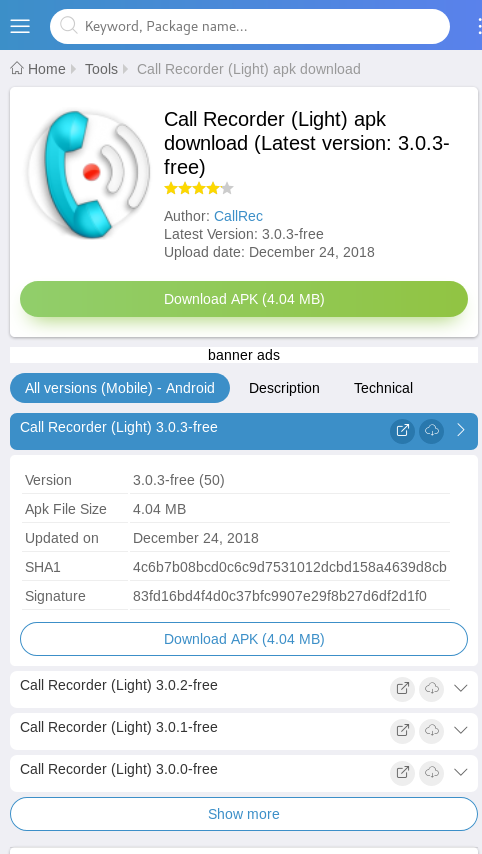 Keyword, Package name...
Home Tools Call Recorder (Light) apk download
Call Recorder (Light) apk
download (Latest version: 3.0.3-
free)
Author: CallRec
Latest Version: 3.0.3-free
Upload date: December 24, 2018
Download APK (4.04 MB)
banner ads
All versions (Mobile) - Android Description Technical
Call Recorder (Light) 3.0.3-free
Version 3.0.3-free (50)
Apk File Size 4.04 MB
Updated on December 24, 2018
SHA1 4c6b7b08bcd0c6c9d7531012dcbd158a4639d8cb
Signature 83fd16bd4f4d0c37bfc9907e29f8b27d6df2d1f0
Download APK (4.04 MB)
Call Recorder (Light) 3.0.2-free
Call Recorder (Light) 3.0.1-free
Call Recorder (Light) 3.0.0-free
Show more